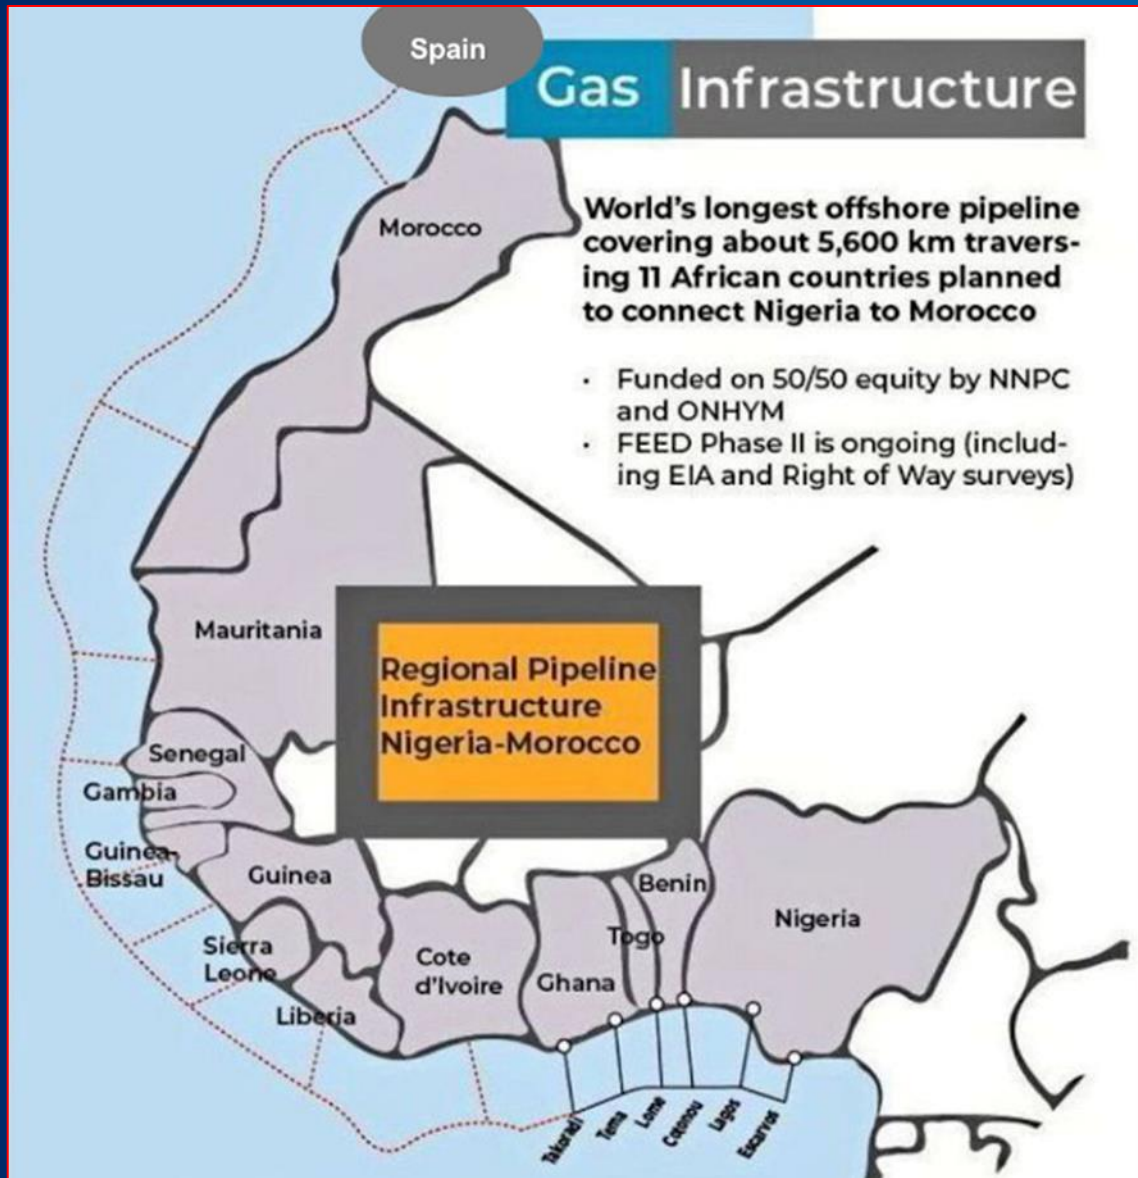 Spain
Gas Infrastructure
World's longest offshore pipeline
covering about 5,600 km travers-
ing 11 African countries planned
to connect Nigeria to Morocco
· Funded on 50/50 equity by NNPC
and ONHYM
· FEED Phase II is ongoing (includ-
ing EIA and Right of Way surveys)
Morocco
Mauritania
Regional Pipeline
Infrastructure
Nigeria-Morocco
Senegal
Gambia
Guinea-
Bissau
Guinea
Sierra
Leone
Liberia
Cote
d'Ivoire
Ghana
Togo
Benin
Nigeria
Takoradi
Tema
Lome
Cotonou
Lagos
Escarvos